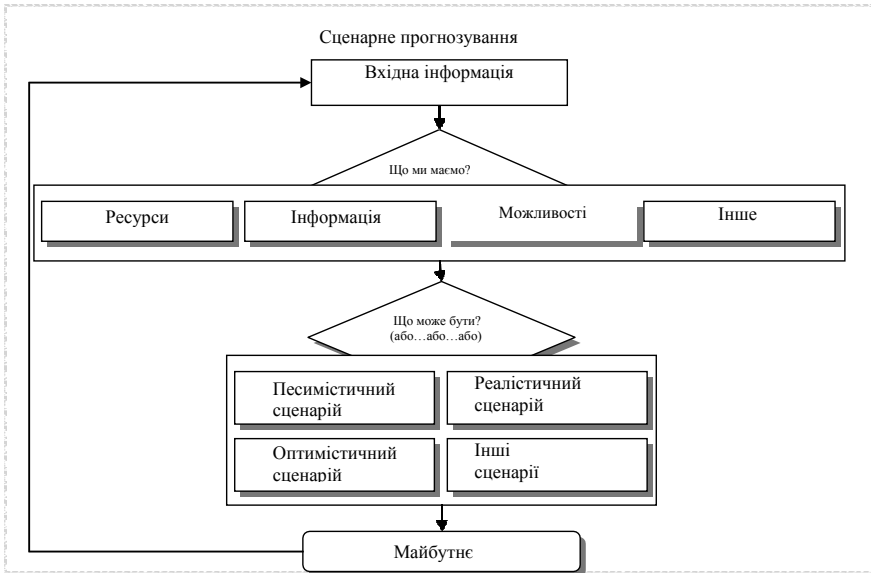 Сценарне прогнозування
Вхідна інформація
Що ми маємо?
Ресурси
Інформація
Можливості
Інше
Що може бути?
(або…або…або)
Песимістичний
сценарій
Реалістичний
сценарій
Оптимістичний
сценарій
Інші
сценарії
Майбутнє